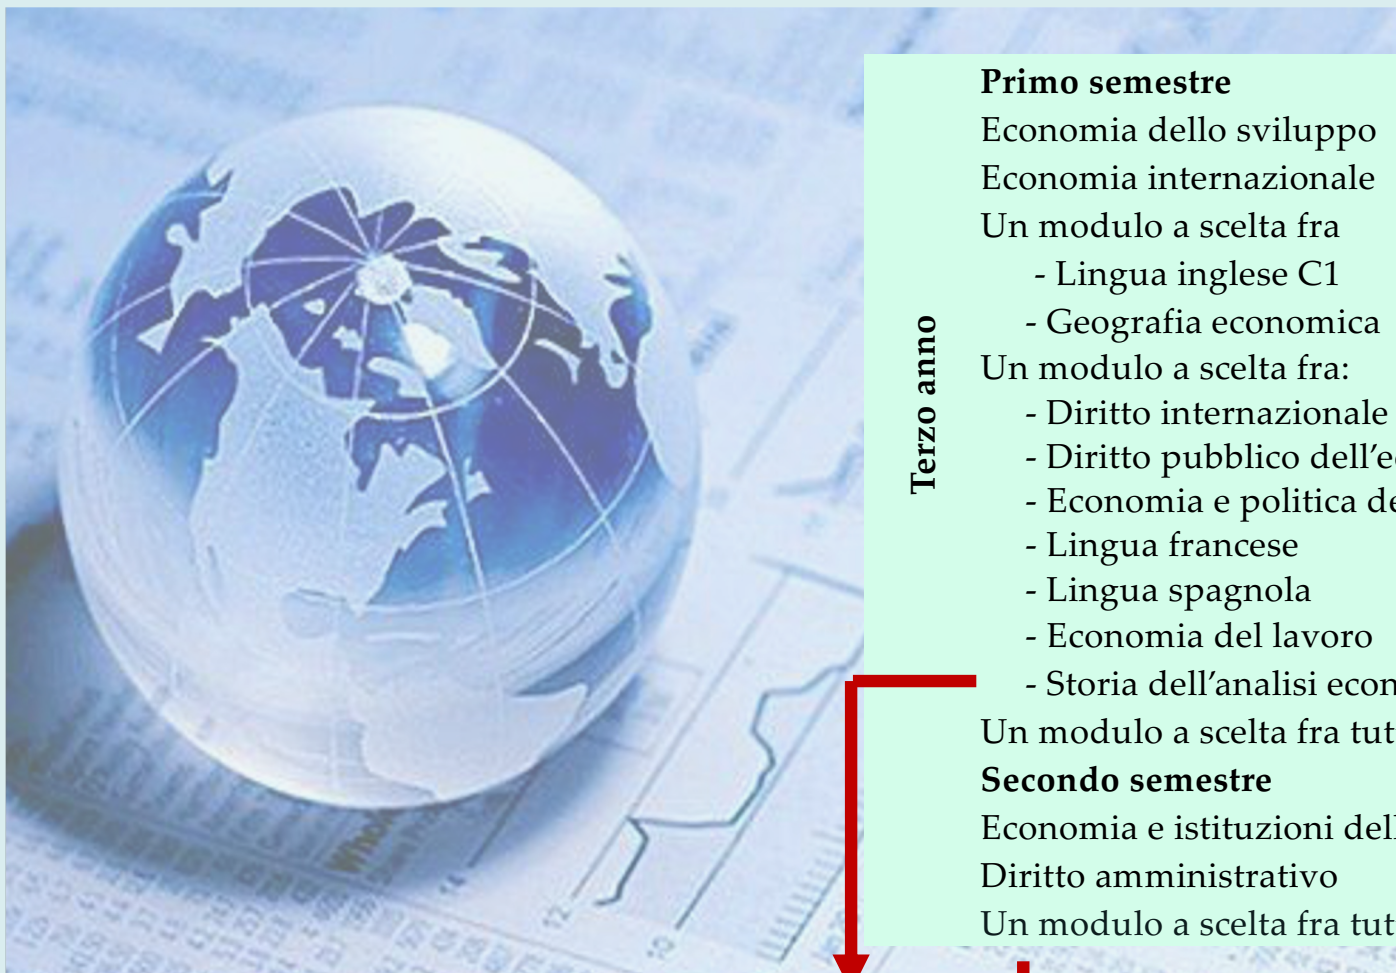 Primo semestre
Economia dello sviluppo
Economia internazionale
Un modulo a scelta fra
- Lingua inglese C1
- Geografia economica
Terzo anno
Un modulo a scelta fra:
- Diritto internazionale
- Diritto pubblico dell’e
- Economia e politica de
- Lingua francese
- Lingua spagnola
- Economia del lavoro
- Storia dell’analisi econ
Un modulo a scelta fra tut
Secondo semestre
Economia e istituzioni dell
Diritto amministrativo
Un modulo a scelta fra tut